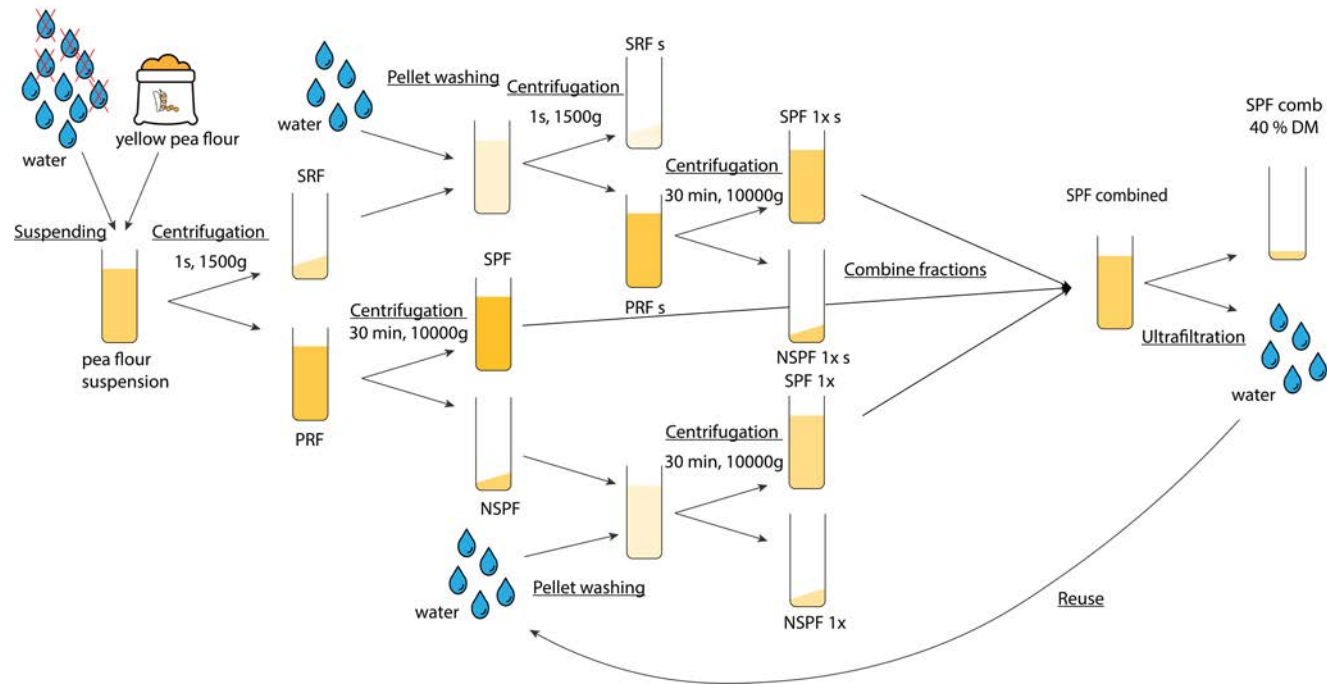 water
yellow pea flour
Suspending
pea flour
suspension
Centrifugation
1s, 1500g
SRF
PRF
water
Pellet washing
Centrifugation
1s, 1500g
SRF s
PRF s
Centrifugation
30 min, 10000g
SPF 1x s
NSPF 1x s
Centrifugation
30 min, 10000g
SPF
NSPF
water
Pellet washing
Centrifugation
30 min, 10000g
SPF 1x
NSPF 1x
Combine fractions
SPF combined
Ultrafiltration
SPF comb
40 % DM
water
Reuse